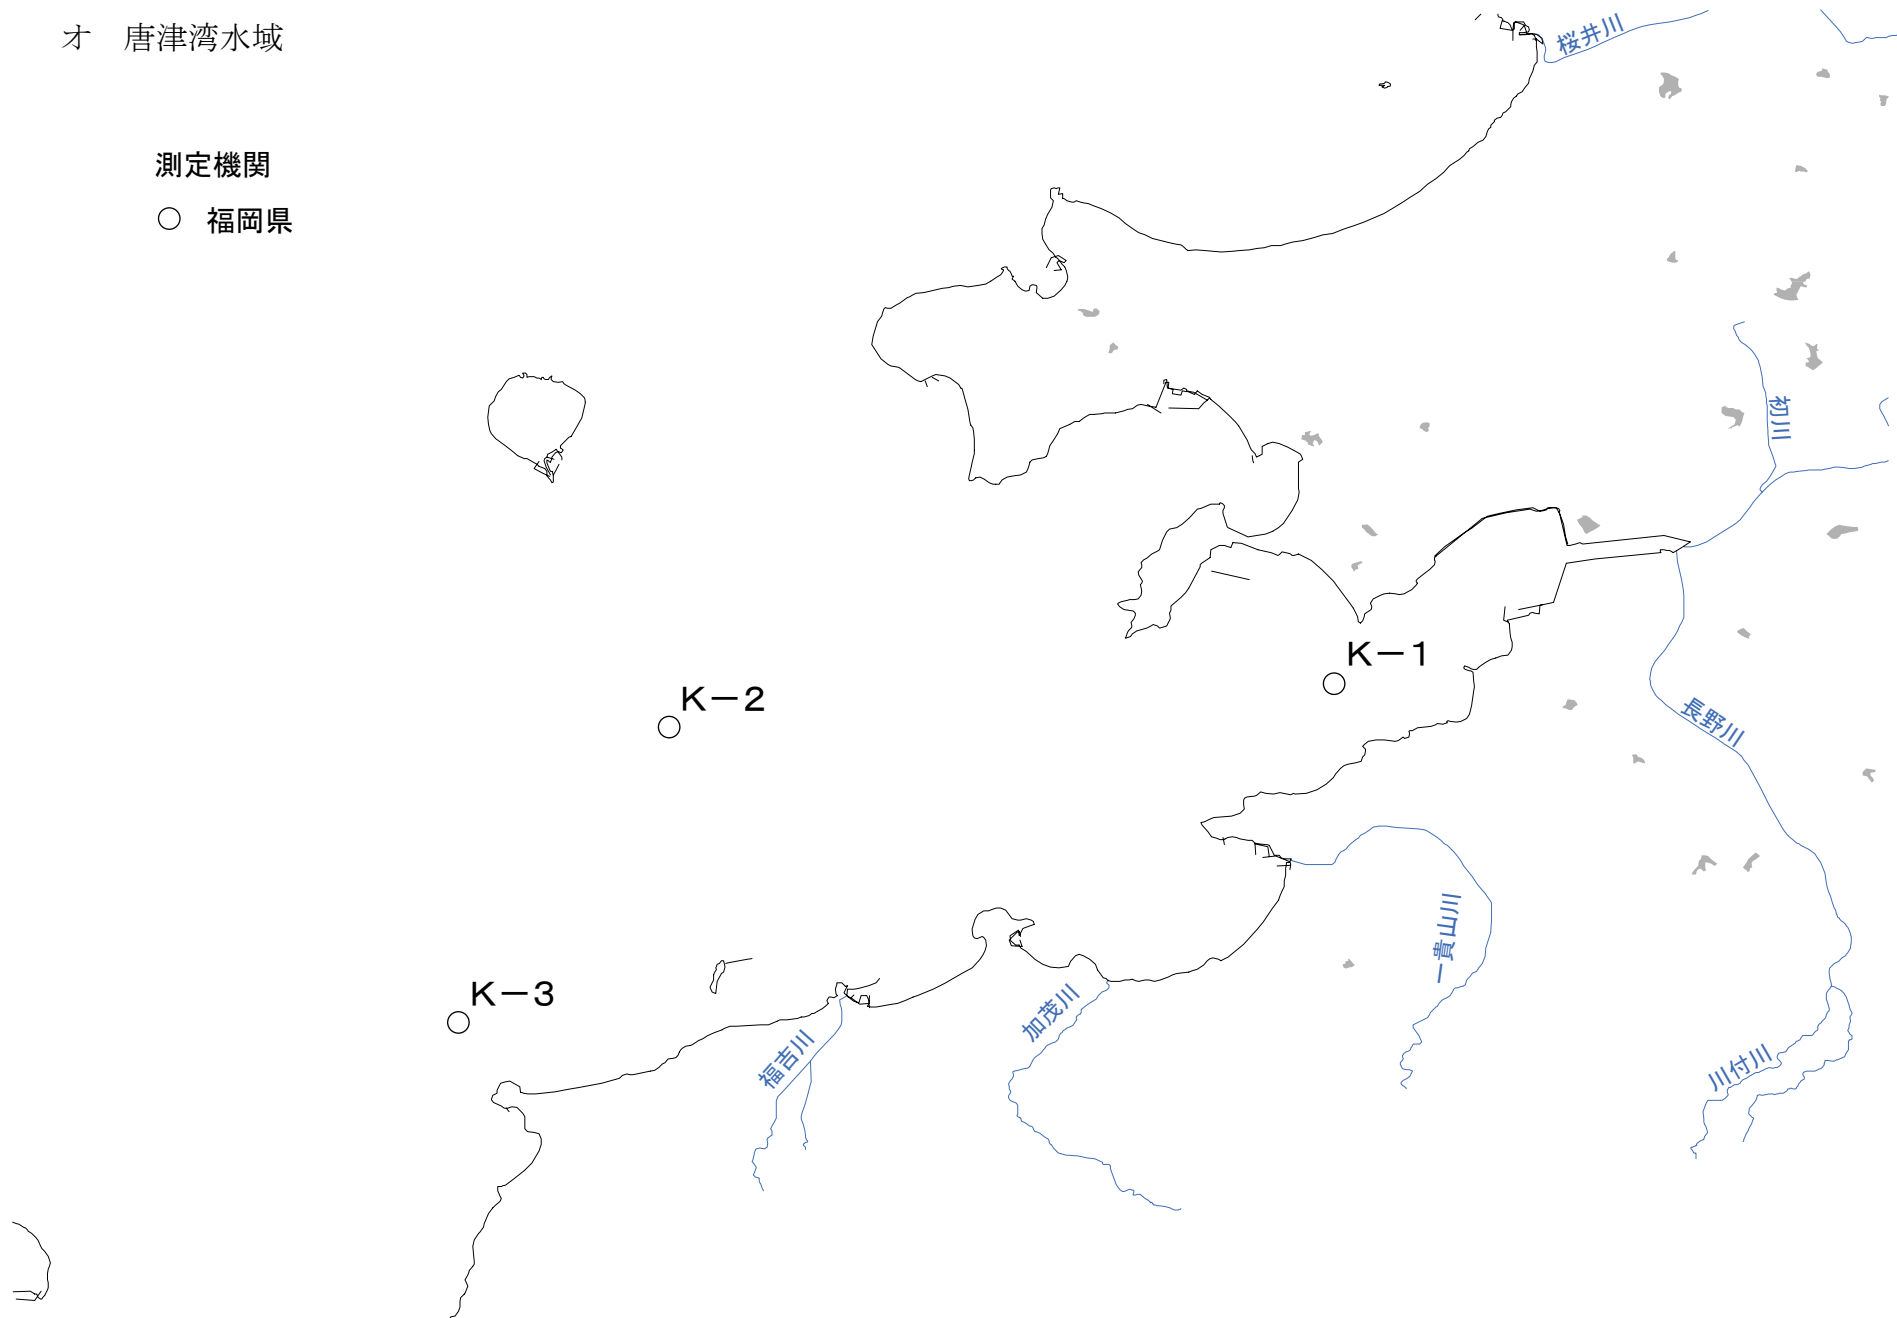 オ　唐津湾水域
桜井川
測定機関
○　福岡県
初川
K－1
K－2
長野川
一貴山川
K－3
加茂川
福吉川
川付川